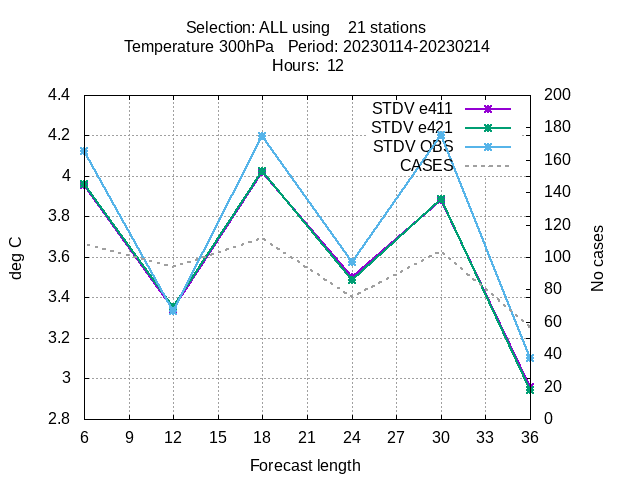 Selection: ALL using    21 stations
Temperature 300hPa   Period: 20230114-20230214
Hours:  12
STDV e411
STDV e421
STDV OBS
CASES
4.4
4.2
4
3.8
3.6
3.4
3.2
3
2.8
deg C
200
180
160
140
120
100
80
60
40
20
0
No cases
6 9 12 15 18 21 24 27 30 33 36
Forecast length